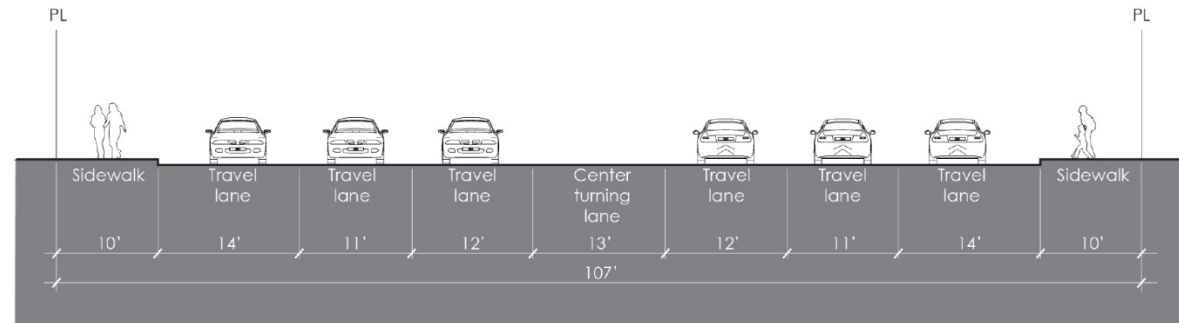 PL PL
Sidewalk Travel Travel Travel Center Travel Travel Travel Sidewalk
lane lane lane turning lane lane lane
lane
10' 14' 11' 12' 13' 12' 11' 14' 10'
107'